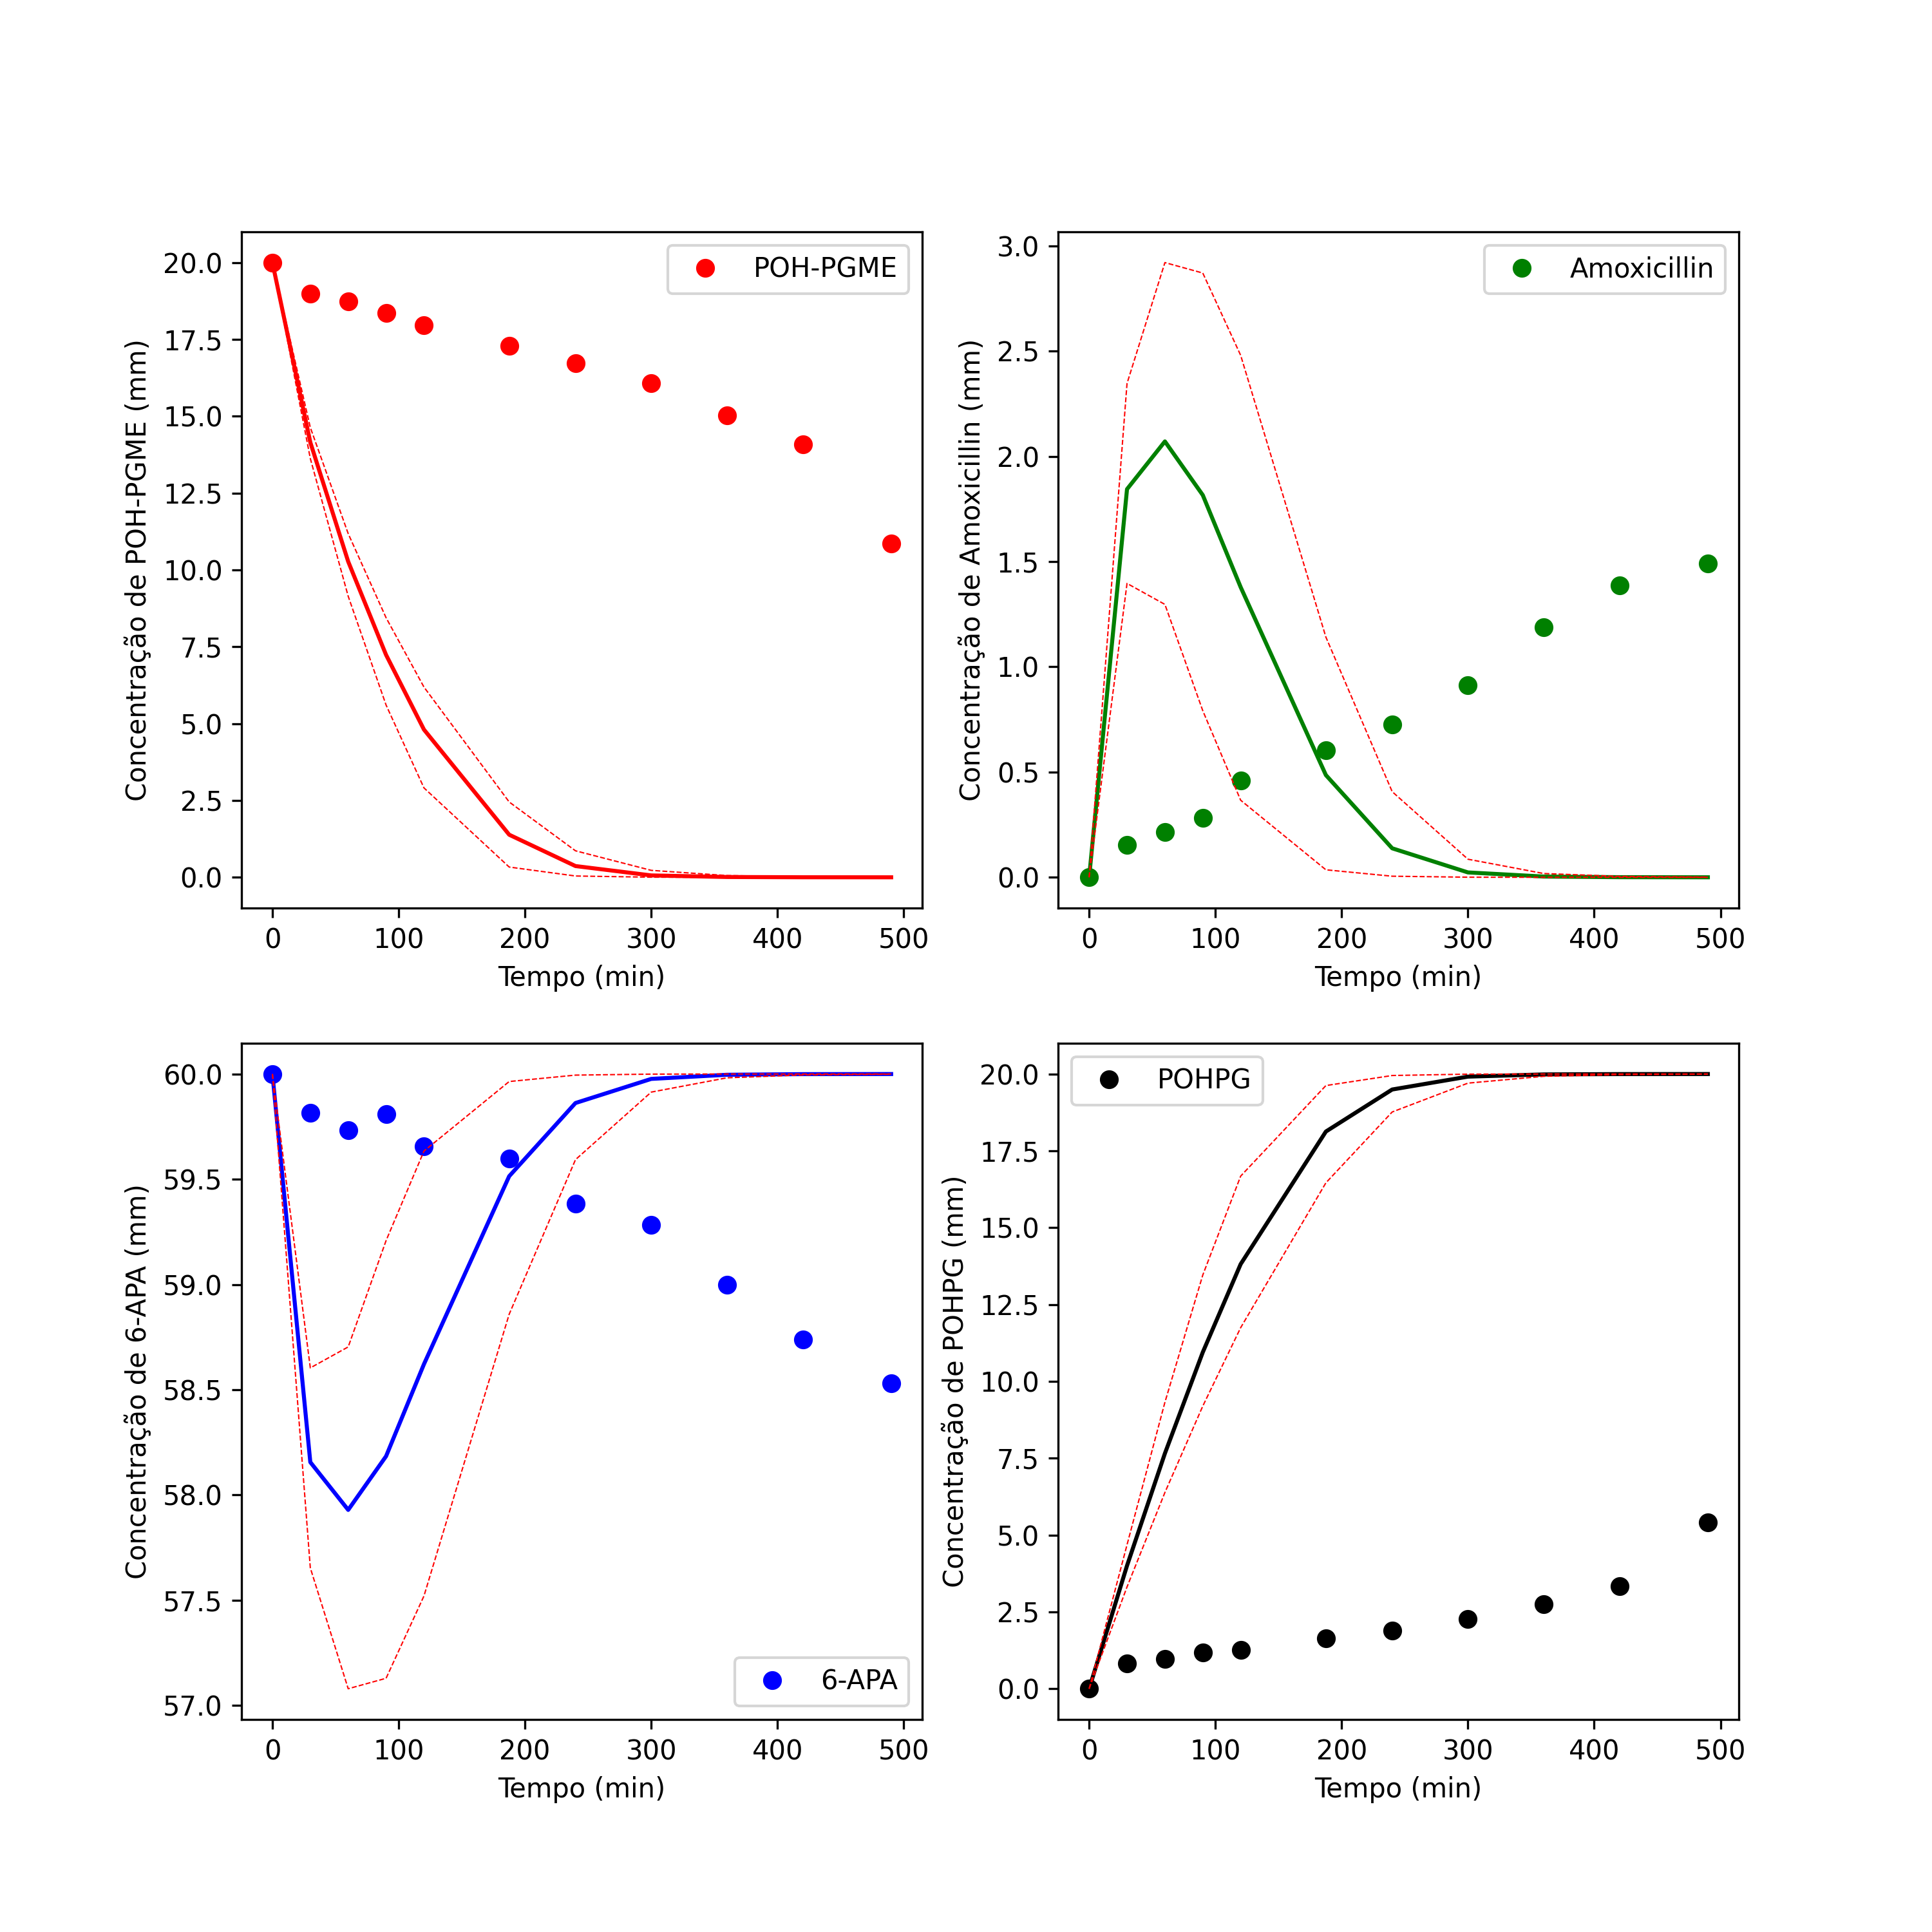 Concentração de POH-PGME (mm)
20.0
17.5
15.0
12.5
10.0
7.5
5.0
2.5
0.0
POH-PGME
0 100 200 300 400 500
Tempo (min)
Concentração de Amoxicillin (mm)
3.0
2.5
2.0
1.5
1.0
0.5
0.0
Amoxicillin
0 100 200 300 400 500
Tempo (min)
Concentração de 6-APA (mm)
60.0
59.5
59.0
58.5
58.0
57.5
57.0
6-APA
0 100 200 300 400 500
Tempo (min)
Concentração de POHPG (mm)
20.0
17.5
15.0
12.5
10.0
7.5
5.0
2.5
0.0
POHPG
0 100 200 300 400 500
Tempo (min)